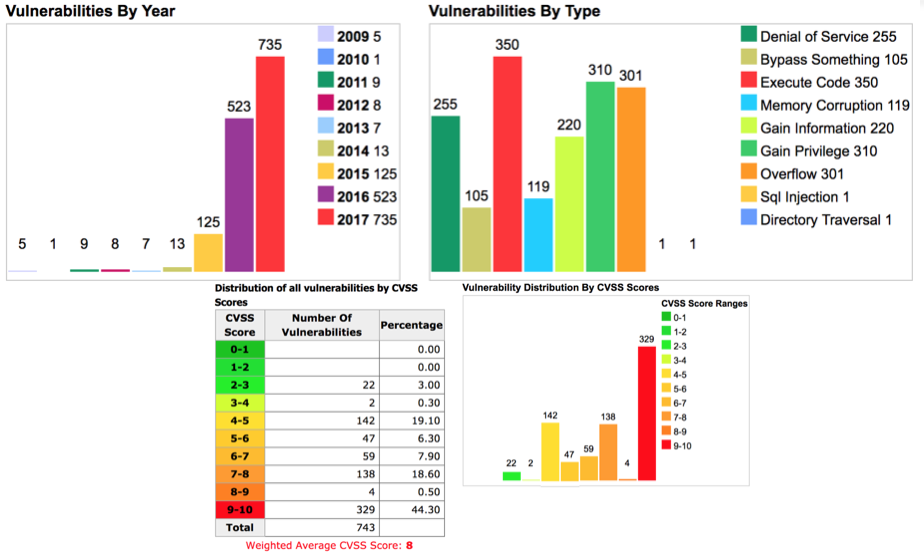 Vulnerabilities By Year
735
523
125
5 1 9 8 7 13
2009 5
2010 1
2011 9
2012 8
2013 7
2014 13
2015 125
2016 523
2017 735
Vulnerabilities By Type
350
310 301
255
220
119
105
1 1
Denial of Service 255
Bypass Something 105
Execute Code 350
Memory Corruption 119
Gain Information 220
Gain Privilege 310
Overflow 301
Sql Injection 1
Directory Traversal 1
Distribution of all vulnerabilities by CVSS
Scores
CVSS Score Number Of Vulnerabilities Percentage
0-1 0.00
1-2 0.00
2-3 22 3.00
3-4 2 0.30
4-5 142 19.10
5-6 47 6.30
6-7 59 7.90
7-8 138 18.60
8-9 4 0.50
9-10 329 44.30
Total 743
Weighted Average CVSS Score: 8
Vulnerability Distribution By CVSS Scores
22 2 142 47 59 138 4 329
CVSS Score Ranges
0-1
1-2
2-3
3-4
4-5
5-6
6-7
7-8
8-9
9-10